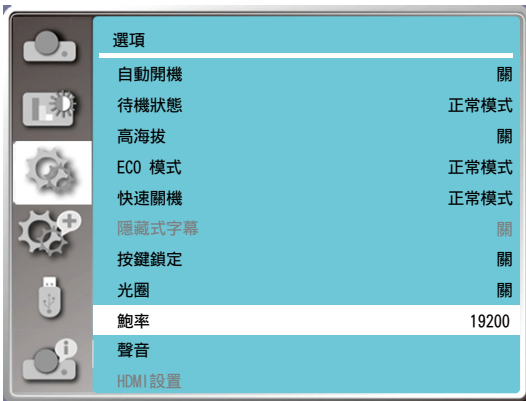 選項
自動開機 關
待機狀態 正常模式
高海拔 關
ECO 模式 正常模式
快速關機 正常模式
隱藏式字幕 關
按鍵鎖定 關
光圈 關
鮑率 19200
聲音
HDMI設置